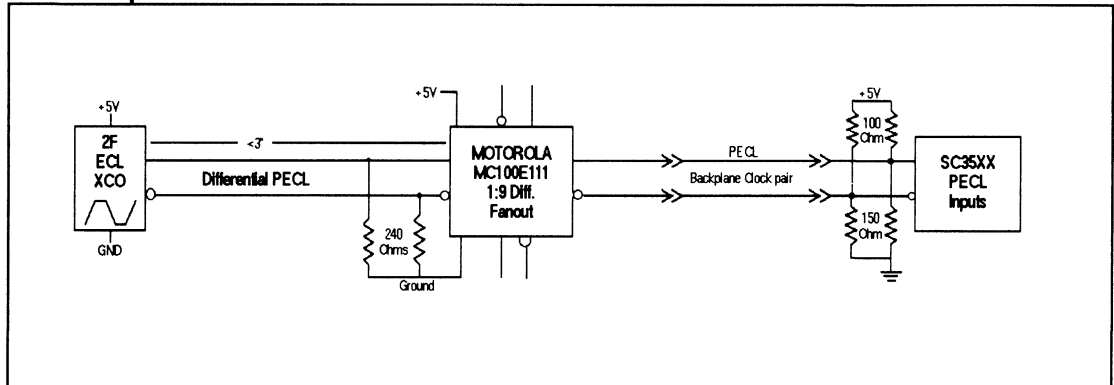 +5V
2F
ECL
XCO
GND
<3"
Differential PECL
240
Ohms
Ground
+5V
MOTOROLA
MC100E111
1:9 Diff.
Fanout
PECL
Backplane Clock pair
+5V
100
Ohm
150
Ohm
SC35XX
PECL
Inputs